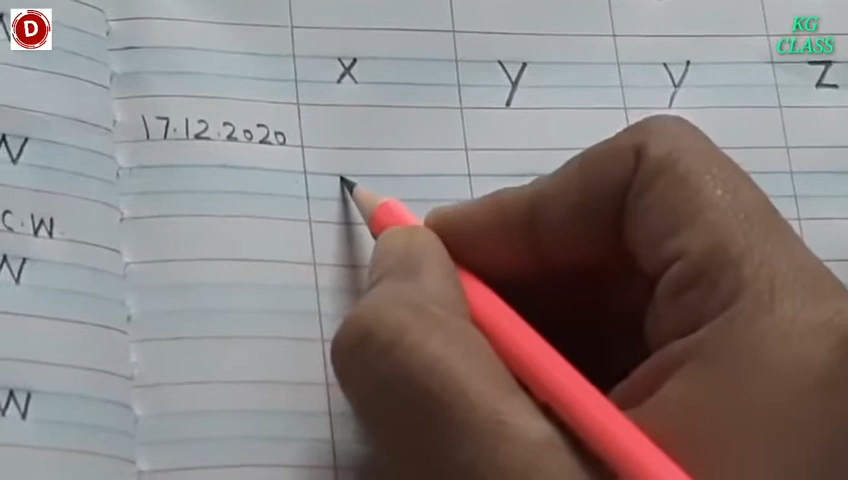 D
KG
CLASS
x y y z
17.12.2020
N
C.W.
N
N